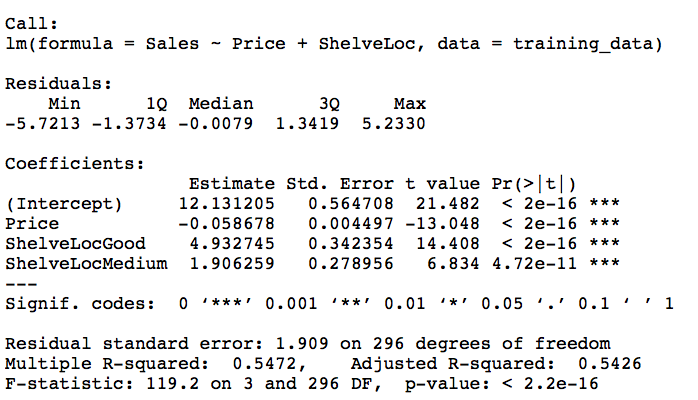 Call:
lm(formula = Sales ~ Price + ShelveLoc, data = training_data)
Residuals:
    Min      1Q  Median      3Q     Max
-5.7213 -1.3734 -0.0079  1.3419  5.2330
Coefficients:
                Estimate Std. Error t value Pr(>|t|)
(Intercept)     12.131205   0.564708  21.482  < 2e-16 ***
Price           -0.058678   0.004497 -13.048  < 2e-16 ***
ShelveLocGood    4.932745   0.342354  14.408  < 2e-16 ***
ShelveLocMedium  1.906259   0.278956   6.834 4.72e-11 ***
---
Signif. codes:  0 ‘***’ 0.001 ‘**’ 0.01 ‘*’ 0.05 ‘.’ 0.1 ‘ ’ 1
Residual standard error: 1.909 on 296 degrees of freedom
Multiple R-squared:  0.5472,	Adjusted R-squared:  0.5426
F-statistic: 119.2 on 3 and 296 DF,  p-value: < 2.2e-16